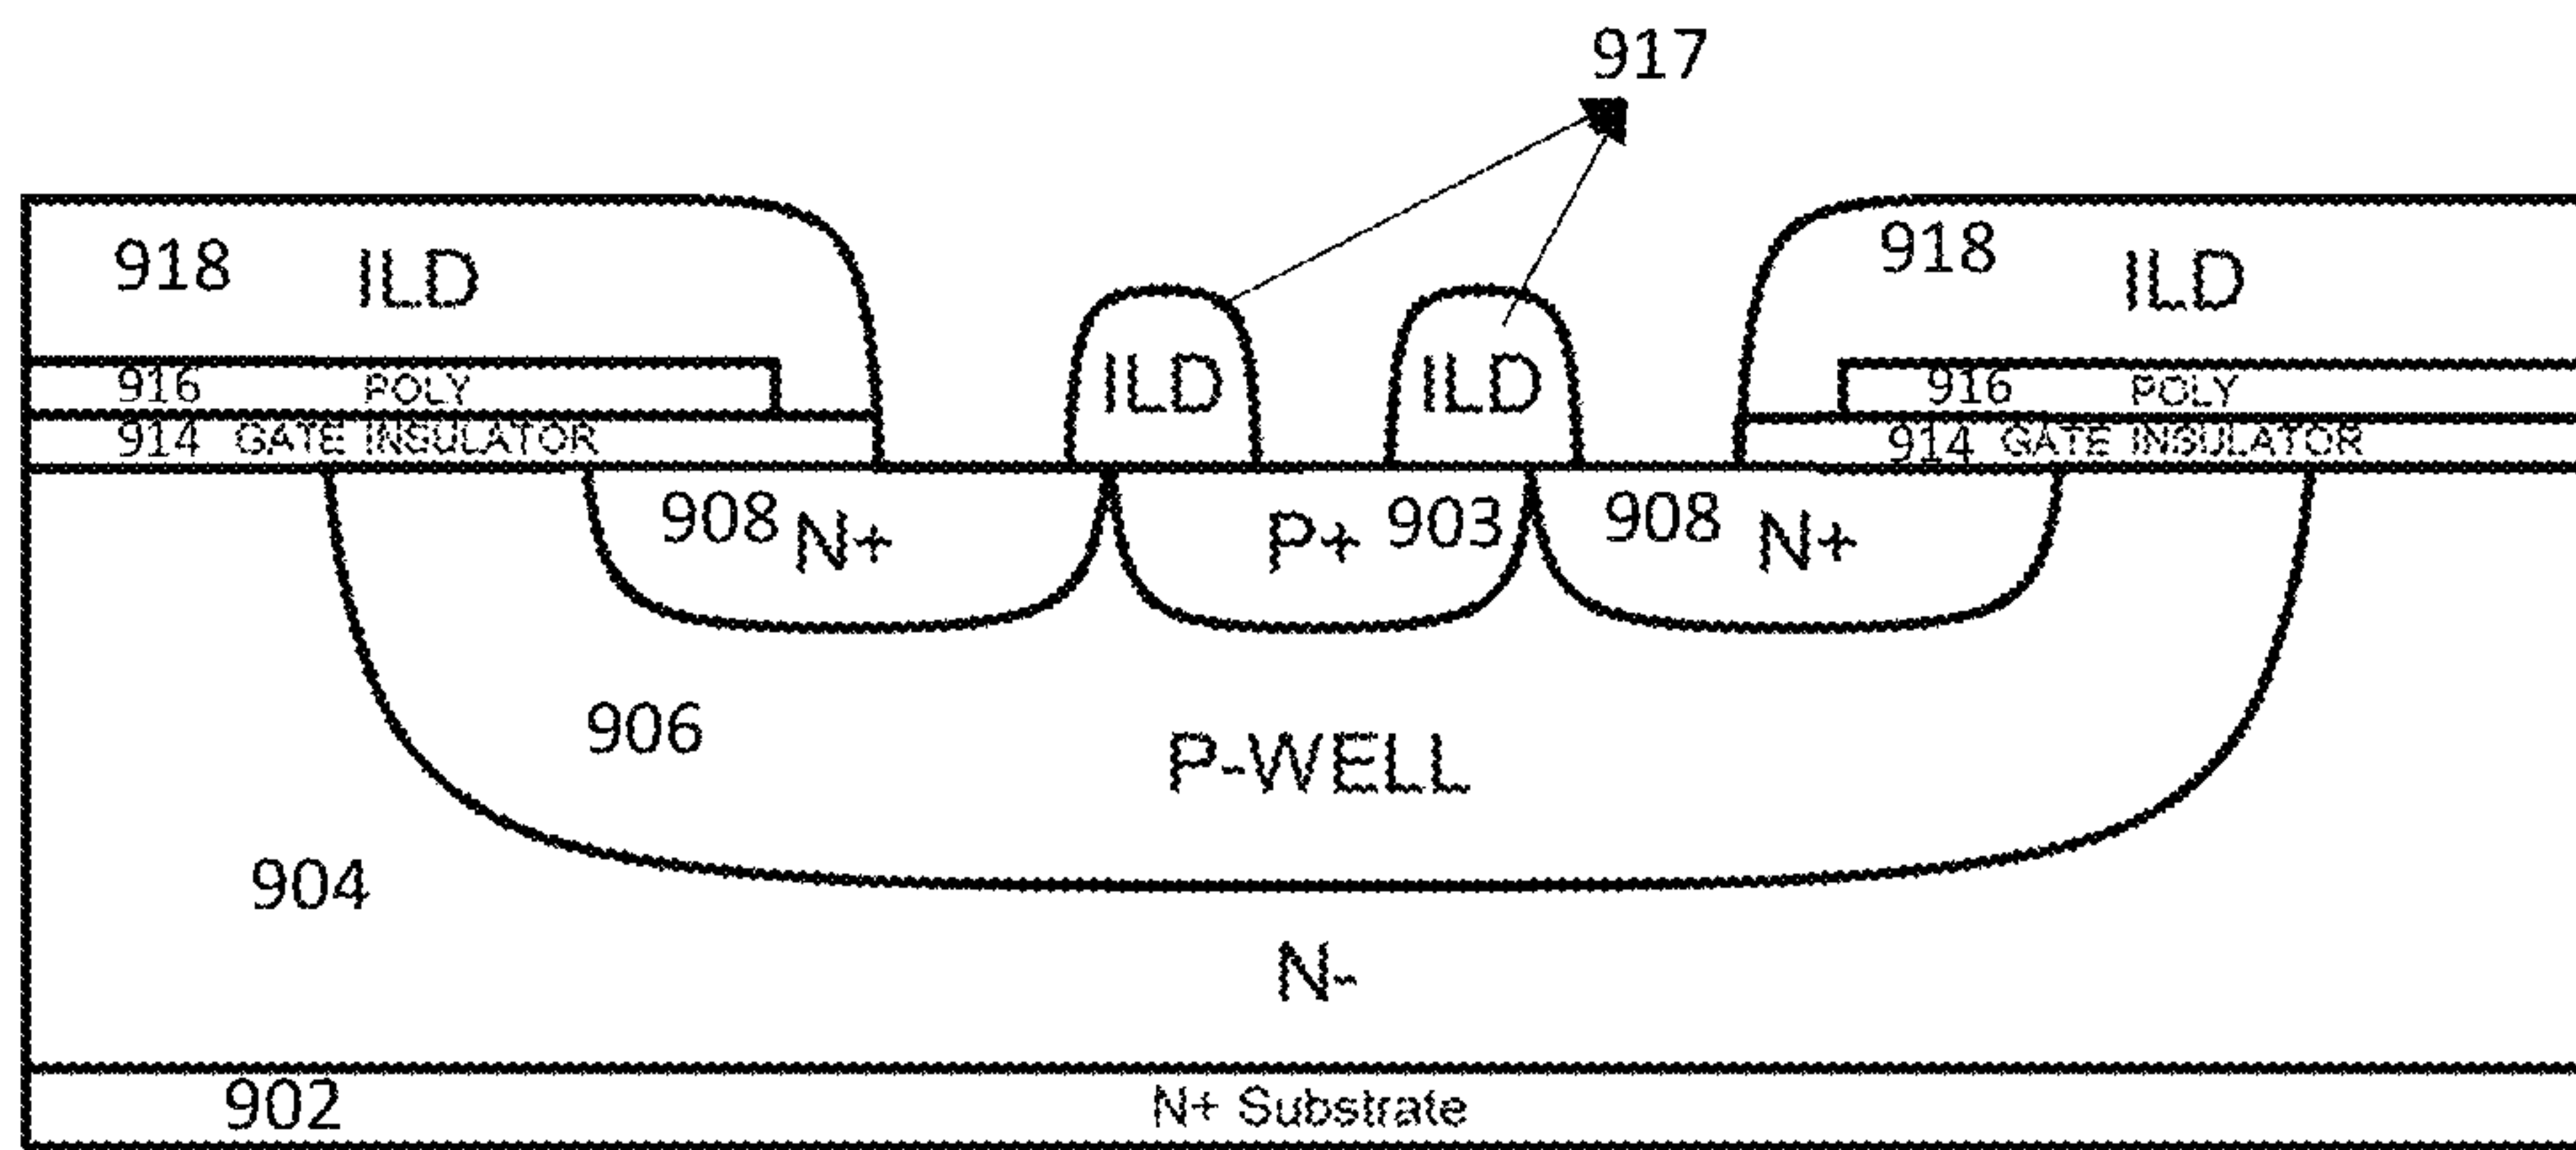 917
918 ILD 918 ILD
ILD ILD
916 POLY 916 POLY
914 GATE INSULATOR 914 GATE INSULATOR
908 N+ P+ 903 908 N+
906
P-WELL
904
N-
902 N+ Substrate